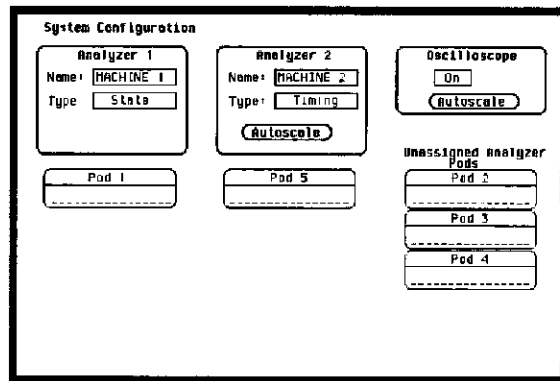 System Configuration
Analyzer 1
Name: MACHINE 1
Type State
Analyzer 2
Name: MACHINE 2
Type: Timing
Autoscale
Oscilloscope
On
Autoscale
Unassigned Analyzer
Pods
Pod 1
Pod 5
Pod 2
Pod 3
Pod 4